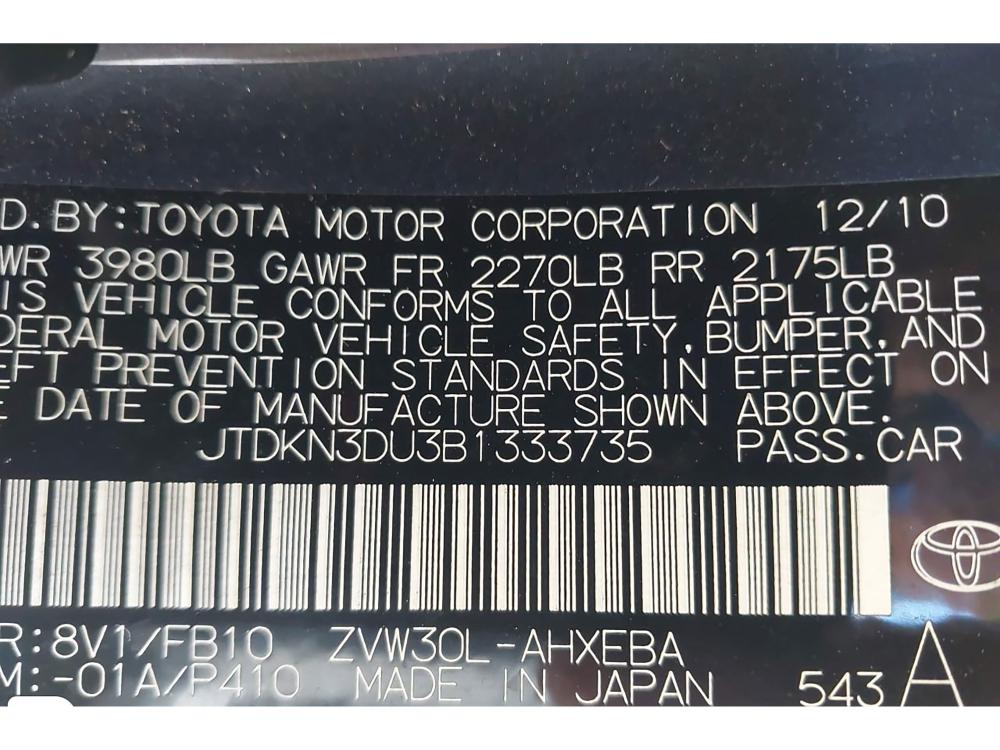 D. BY: TOYOTA MOTOR CORPORATION 12/10
WR 3980LB GAWR FR 2270LB RR 2175LB
IS VEHICLE CONFORMS TO ALL APPLICABLE
DERAL MOTOR VEHICLE SAFETY, BUMPER, AND
EFT PREVENTION STANDARDS IN EFFECT ON
E DATE OF MANUFACTURE SHOWN ABOVE.
JTDKN3DU3B1333735 PASS. CAR
R:8V1/FB10 ZVW30L-AHXEBA A
M:-01A/P410 MADE IN JAPAN 543